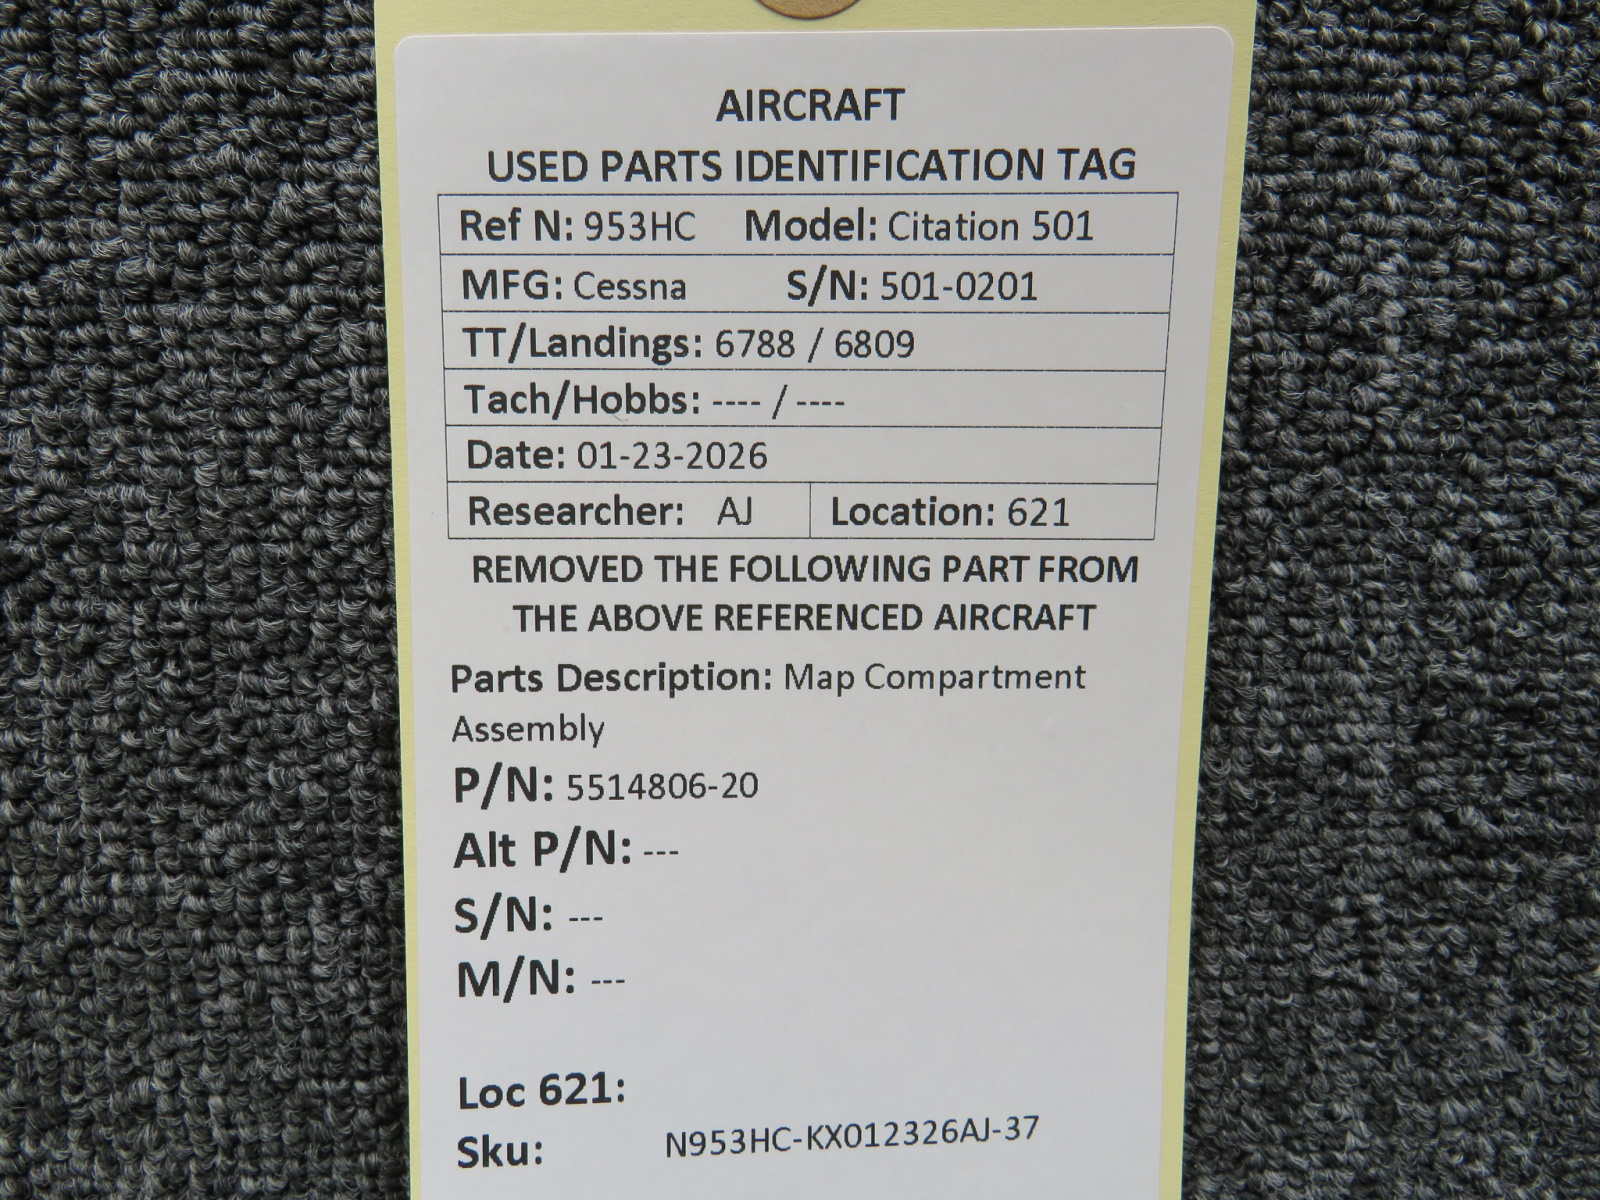 AIRCRAFT
USED PARTS IDENTIFICATION TAG
Ref N: 953HC Model: Citation 501
MFG: Cessna S/N: 501-0201
TT/Landings: 6788 / 6809
Tach/Hobbs: ---- / ----
Date: 01-23-2026
Researcher: AJ Location: 621
REMOVED THE FOLLOWING PART FROM
THE ABOVE REFERENCED AIRCRAFT
Parts Description: Map Compartment
Assembly
P/N: 5514806-20
Alt P/N: ---
S/N: ---
M/N: ---
Loc 621:
Sku: N953HC-KX012326AJ-37